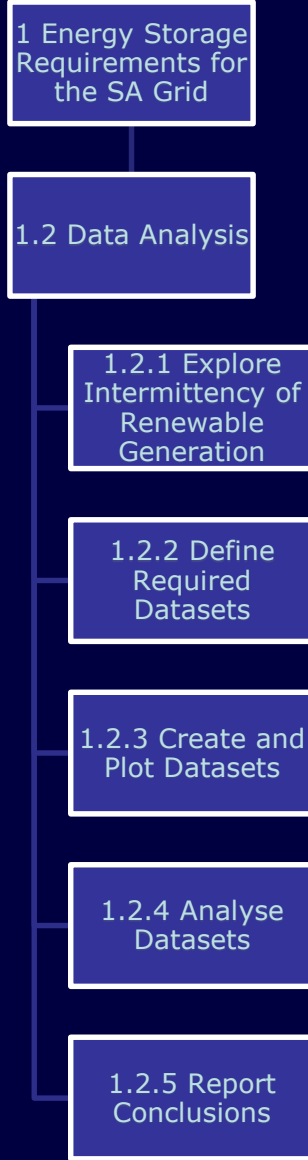 1 Energy Storage
Requirements for
the SA Grid
1.2 Data Analysis
1.2.1 Explore
Intermittency of
Renewable
Generation
1.2.2 Define
Required
Datasets
1.2.3 Create and
Plot Datasets
1.2.4 Analyse
Datasets
1.2.5 Report
Conclusions